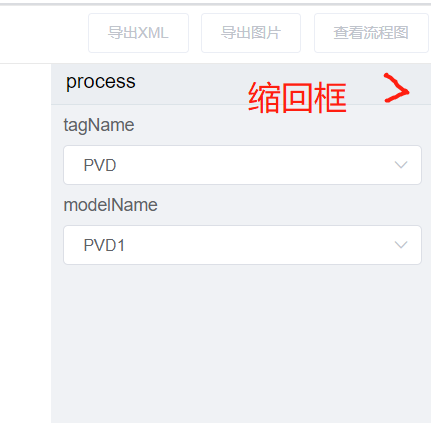 导出XML 导出图片 查看流程图
process
缩回框
tagName
PVD
modelName
PVD1